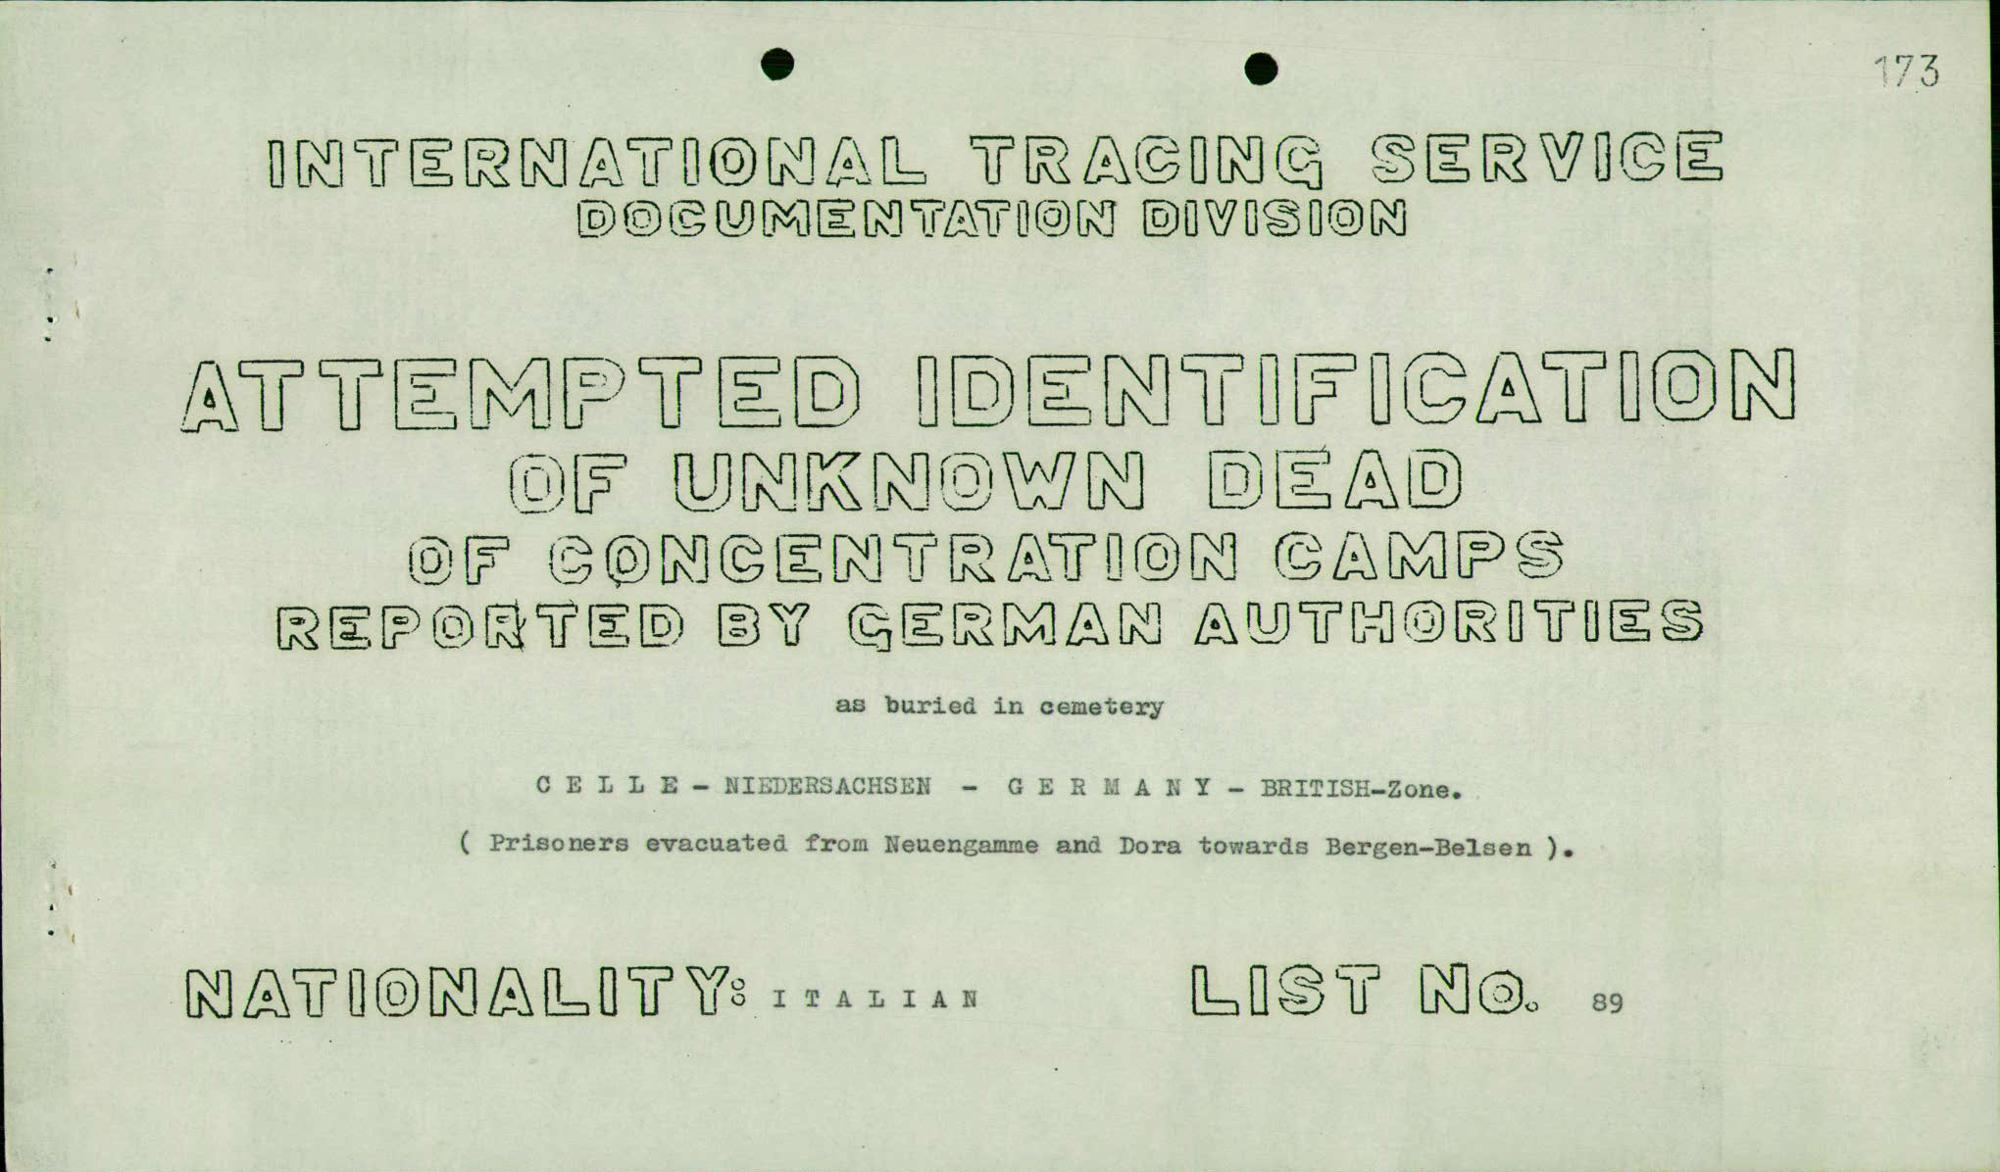 173
INTERNATIONAL TRACING SERVICE
DOCUMENTATION DIVISION
ATTEMPTED IDENTIFICATION
OF UNKNOWN DEAD
OF CONCENTRATION CAMPS
REPORTED BY GERMAN AUTHORITIES
as buried in cemetery
C E L L E - NIEDERSACHSEN - G E R M A N Y - BRITISH-Zone.
( Prisoners evacuated from Neuengamme and Dora towards Bergen-Belsen ).
NATIONALITY: I T A L I A N LIST No. 89